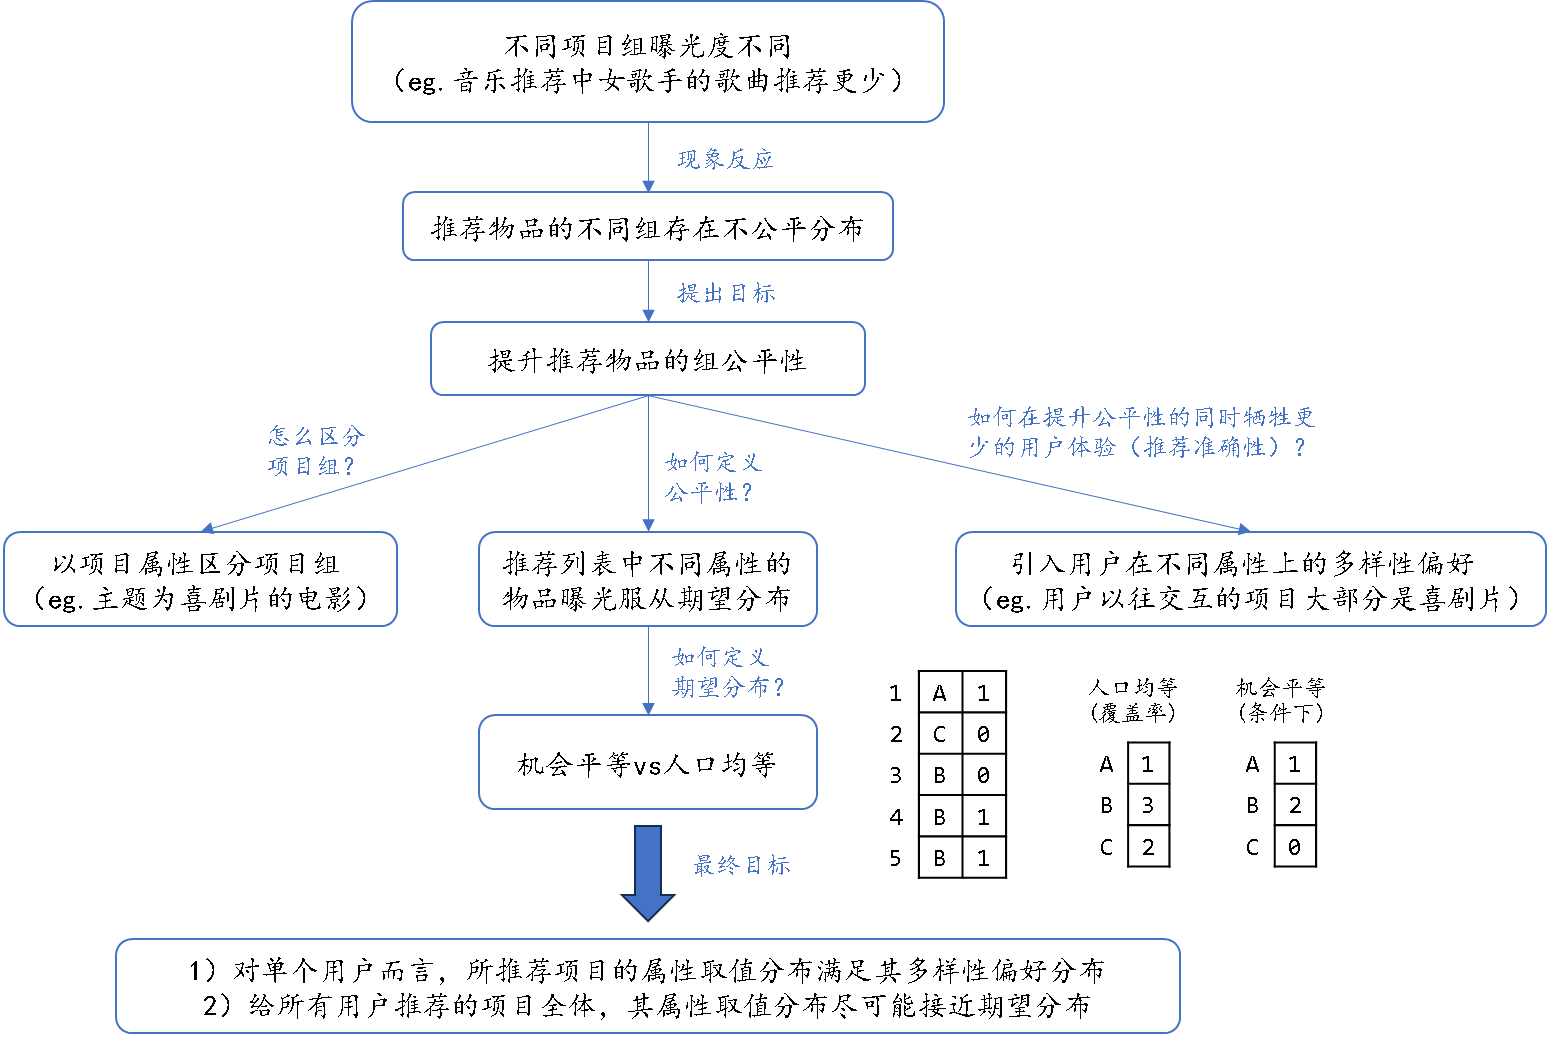 不同项目组曝光度不同
（eg.音乐推荐中女歌手的歌曲推荐更少）
现象反应
推荐物品的不同组存在不公平分布
提出目标
提升推荐物品的组公平性
怎么区分
项目组？
如何定义
公平性？
如何在提升公平性的同时牺牲更
少的用户体验（推荐准确性）？
以项目属性区分项目组
（eg.主题为喜剧片的电影）
推荐列表中不同属性的
物品曝光服从期望分布
引入用户在不同属性上的多样性偏好
（eg.用户以往交互的项目大部分是喜剧片）
如何定义
期望分布？
机会平等vs人口均等
1 A 1
2 C 0
3 B 0
4 B 1
5 B 1
人口均等
(覆盖率)
A 1
B 3
C 2
机会平等
(条件下)
A 1
B 2
C 0
最终目标
1）对单个用户而言，所推荐项目的属性取值分布满足其多样性偏好分布
2）给所有用户推荐的项目全体，其属性取值分布尽可能接近期望分布